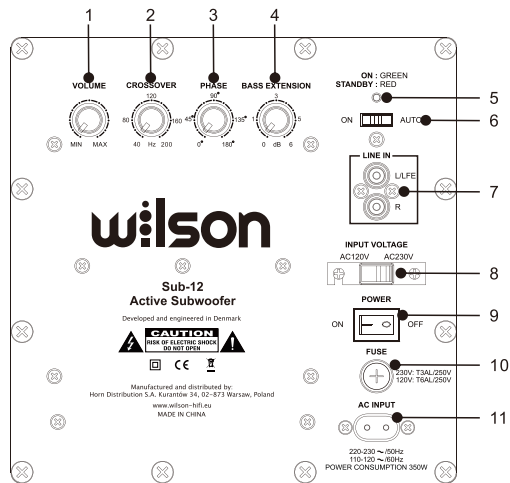 1 2 3 4
VOLUME CROSSOVER PHASE BASS EXTENSION
MIN MAX
120
80 160
40 Hz 200
90°
45° 135°
0° 180°
3
1 5
0 dB 6
ON : GREEN
STANDBY : RED
5
ON AUTO 6
LINE IN
L/LFE
R
7
INPUT VOLTAGE
AC120V AC230V
8
POWER
ON OFF
9
FUSE
10
230V: T3AL/250V
120V: T6AL/250V
AC INPUT
11
220-230 ~/50Hz
110-120 ~/60Hz
POWER CONSUMPTION 350W
wilson
Sub-12
Active Subwoofer
Developed and engineered in Denmark
CAUTION
RISK OF ELECTRIC SHOCK
DO NOT OPEN
CE
Manufactured and distributed by:
Horn Distribution S.A. Kurantów 34, 02-873 Warsaw, Poland
www.wilson-hifi.eu
MADE IN CHINA